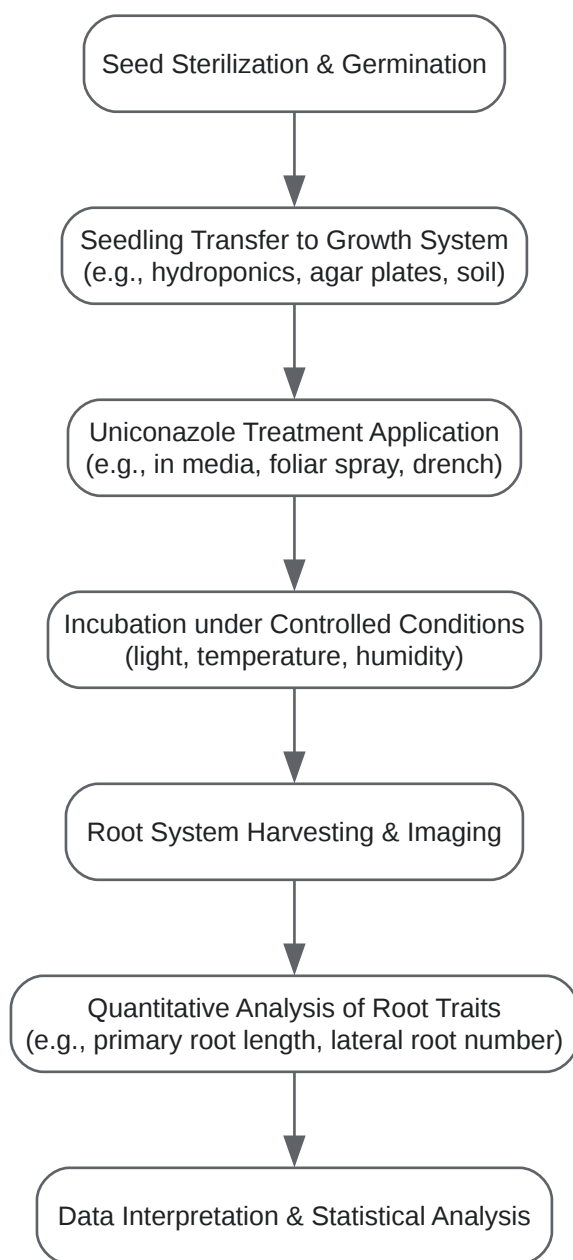 Seed Sterilization & Germination
Seedling Transfer to Growth System
(e.g., hydroponics, agar plates, soil)
Uniconazole Treatment Application
(e.g., in media, foliar spray, drench)
Incubation under Controlled Conditions
(light, temperature, humidity)
Root System Harvesting & Imaging
Quantitative Analysis of Root Traits
(e.g., primary root length, lateral root number)
Data Interpretation & Statistical Analysis